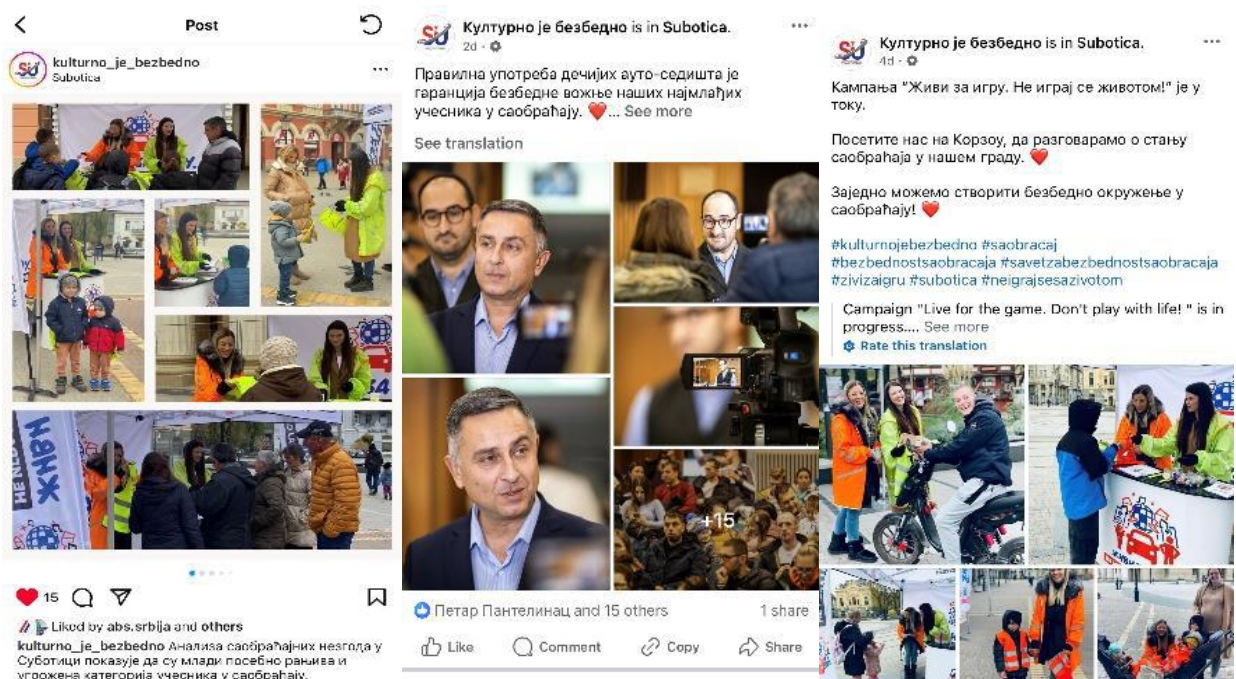 Post
kulturno_je_bezbedno
Subotica
15
Liked by abs.srbija and others
kulturno_je_bezbedno Анализа саобраћајних незгода у
Суботици показује да су млади посебно рањива и
угрожена категорија учесника у саобраћају.
Културно је безбедно is in Subotica.
2d
Правилна употреба дечијих ауто-седишта је
гаранција безбедне вожње наших најмлађих
учесника у саобраћају. ❤️... See more
See translation
+15
Петар Пантелинац and 15 others
1 share
Like
Comment
Copy
Share
Културно је безбедно is in Subotica.
4d
Кампања "Живи за игру. Не играј се животом!" је у
току.
Посетите нас на Корзоу, да разговарамо о стању
саобраћаја у нашем граду. ❤️
Заједно можемо створити безбедно окружење у
саобраћају! ❤️
#kulturnojebezbedno #saobracaj
#bezbednostsaobracaja #savetzabezbednostsaobracaja
#zivizaigru #subotica #neigrajsesazivotom
Campaign "Live for the game. Don't play with life! " is in
progress.... See more
Rate this translation